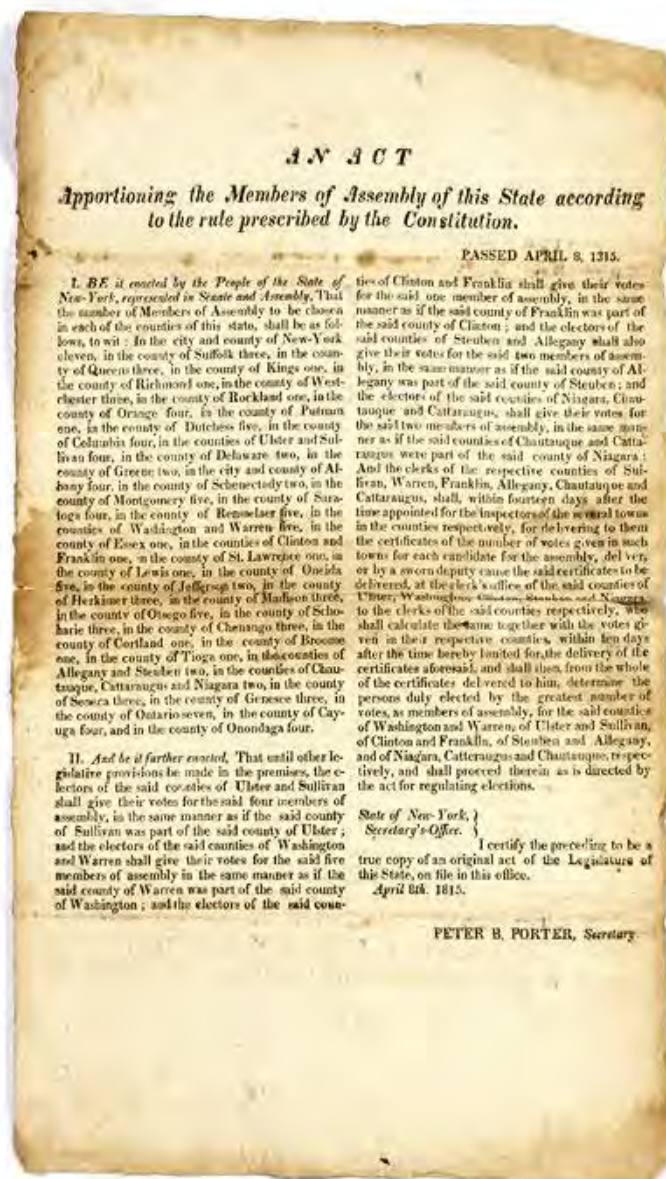 AN ACT
Apportioning the Members of Assembly of this State according
to the rule prescribed by the Constitution.
PASSED APRIL 8, 1315.
I. BE it enacted by the People of the State of
New-York, represented in Senate and Assembly, That
the number of Members of Assembly to be chosen
in each of the counties of this state, shall be as fol-
lows, to wit: In the city and county of New-York
eleven, in the county of Suffolk three, in the coun-
ty of Queens three, in the county of Kings one, in
the county of Richmond one, in the county of West-
chester three, in the county of Rockland one, in the
county of Orange four, in the county of Putnam
one, in the county of Dutchess five, in the county
of Columbia four, in the counties of Ulster and Sul-
livan four, in the county of Delaware two, in the
county of Greene two, in the city and county of Al-
bany four, in the county of Schenectady two, in the
county of Montgomery five, in the county of Sara-
toga four, in the county of Rensselaer five, in the
counties of Washington and Warren five, in the
county of Essex one, in the counties of Clinton and
Franklin one, in the county of St. Lawrence one, in
the county of Lewis one, in the county of Oneida
five, in the county of Jefferson two, in the county
of Herkimer three, in the county of Madison three,
in the county of Otsego five, in the county of Scho-
harie three, in the county of Chenango three, in the
county of Cortland one, in the county of Broome
one, in the county of Tioga one, in the counties of
Allegany and Steuben two, in the counties of Chau-
tauque, Cattaraugus and Niagara two, in the county
of Seneca three, in the county of Genesee three, in
the county of Ontario seven, in the county of Cay-
uga four, and in the county of Onondaga four.
II. And be it further enacted, That until other le-
gislative provisions be made in the premises, the e-
lectors of the said counties of Ulster and Sullivan
shall give their votes for the said four members of
assembly, in the same manner as if the said county
of Sullivan was part of the said county of Ulster;
and the electors of the said counties of Washington
and Warren shall give their votes for the said five
members of assembly in the same manner as if the
said county of Warren was part of the said county
of Washington; and the electors of the said coun-
ties of Clinton and Franklin shall give their votes
for the said one member of assembly, in the same
manner as if the said county of Franklin was part of
the said county of Clinton; and the electors of the
said counties of Steuben and Allegany shall also
give their votes for the said two members of assem-
bly, in the same manner as if the said county of Al-
legany was part of the said county of Steuben; and
the electors of the said counties of Niagara, Chau-
tauque and Cattaraugus, shall give their votes for
the said two members of assembly, in the same man-
ner as if the said counties of Chautauque and Catta-
raugus were part of the said county of Niagara:
And the clerks of the respective counties of Sul-
livan, Warren, Franklin, Allegany, Chautauque and
Cattaraugus, shall, within fourteen days after the
time appointed for the inspectors of the several towns
in the counties respectively, for delivering to them
the certificates of the number of votes given in such
towns for each candidate for the assembly, deliver,
or by a sworn deputy cause the said certificates to be
delivered, at the clerk's office of the said counties of
Ulster, Washington, Clinton, Steuben and Niagara,
to the clerks of the said counties respectively, who
shall calculate the same together with the votes gi-
ven in their respective counties, within ten days
after the time hereby limited for the delivery of the
certificates aforesaid, and shall then, from the whole
of the certificates delivered to him, determine the
persons duly elected by the greatest number of
votes, as members of assembly, for the said counties
of Washington and Warren, of Ulster and Sullivan,
of Clinton and Franklin, of Steuben and Allegany,
and of Niagara, Catteraugus and Chautauque, respec-
tively, and shall proceed therein as is directed by
the act for regulating elections.
State of New-York, }
Secretary's-Office. }
I certify the preceding to be a
true copy of an original act of the Legislature of
this State, on file in this office.
April 8th. 1815.
PETER B. PORTER, Secretary